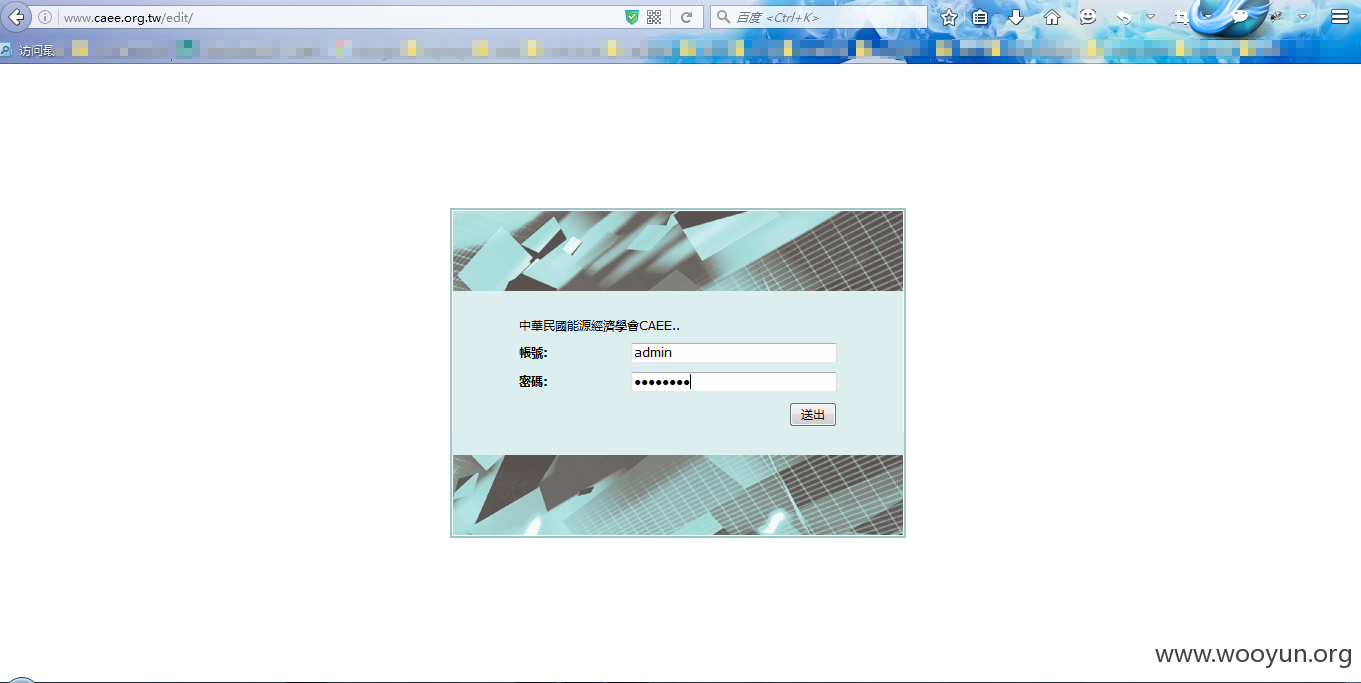 www.caee.org.tw/edit/
百度 <Ctrl+K>
访问最
中華民國能源經濟學會CAEE..
帳號: admin
密碼: ••••••••
送出
www.wooyun.org